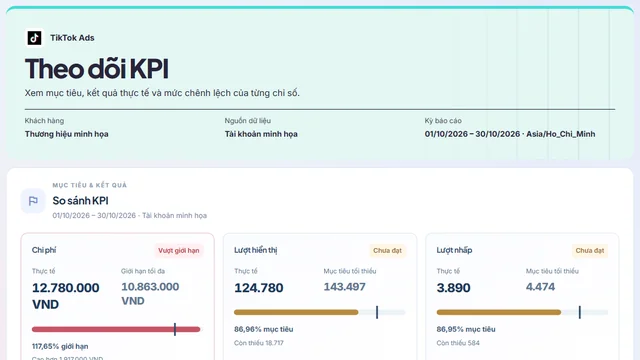 TikTok Ads
Theo dõi KPI
Xem mục tiêu, kết quả thực tế và mức chênh lệch của từng chỉ số.
Khách hàng
Thương hiệu minh họa
Nguồn dữ liệu
Tài khoản minh họa
Kỳ báo cáo
01/10/2026 – 30/10/2026 · Asia/Ho_Chi_Minh
MỤC TIÊU & KẾT QUẢ
So sánh KPI
01/10/2026 – 30/10/2026 · Tài khoản minh họa
Chi phí
Vượt giới hạn
Thực tế
12.780.000
VND
Giới hạn tối đa
10.863.000
VND
117,65% giới hạn
Cao hơn 1.917.000 VND
Lượt hiển thị
Chưa đạt
Thực tế
124.780
Mục tiêu tối thiểu
143.497
86,96% mục tiêu
Còn thiếu 18.717
Lượt nhấp
Chưa đạt
Thực tế
3.890
Mục tiêu tối thiểu
4.474
86,95% mục tiêu
Còn thiếu 584